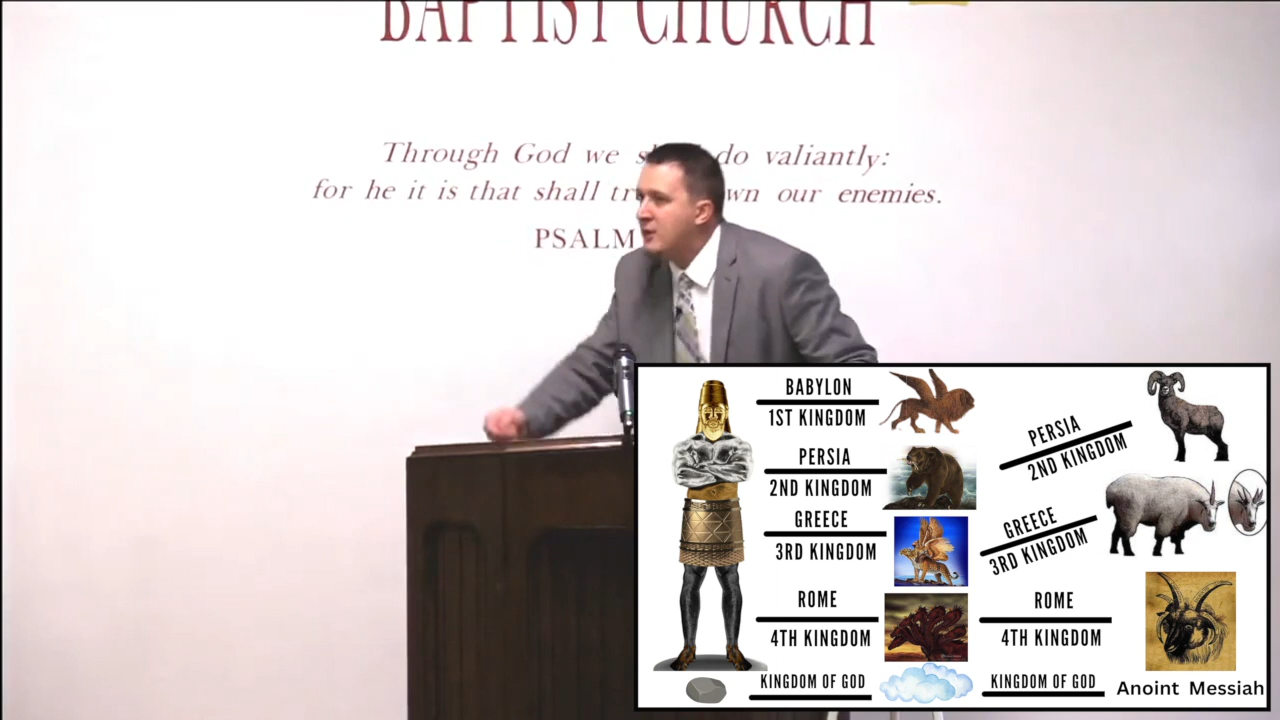 BAPTIST CHURCH
Through God we do valiantly:
for he it is that shall our enemies.
PSALM
BABYLON
1ST KINGDOM
PERSIA
2ND KINGDOM
GREECE
3RD KINGDOM
ROME
4TH KINGDOM
KINGDOM OF GOD
PERSIA
2ND KINGDOM
GREECE
3RD KINGDOM
ROME
4TH KINGDOM
KINGDOM OF GOD
Anoint Messiah